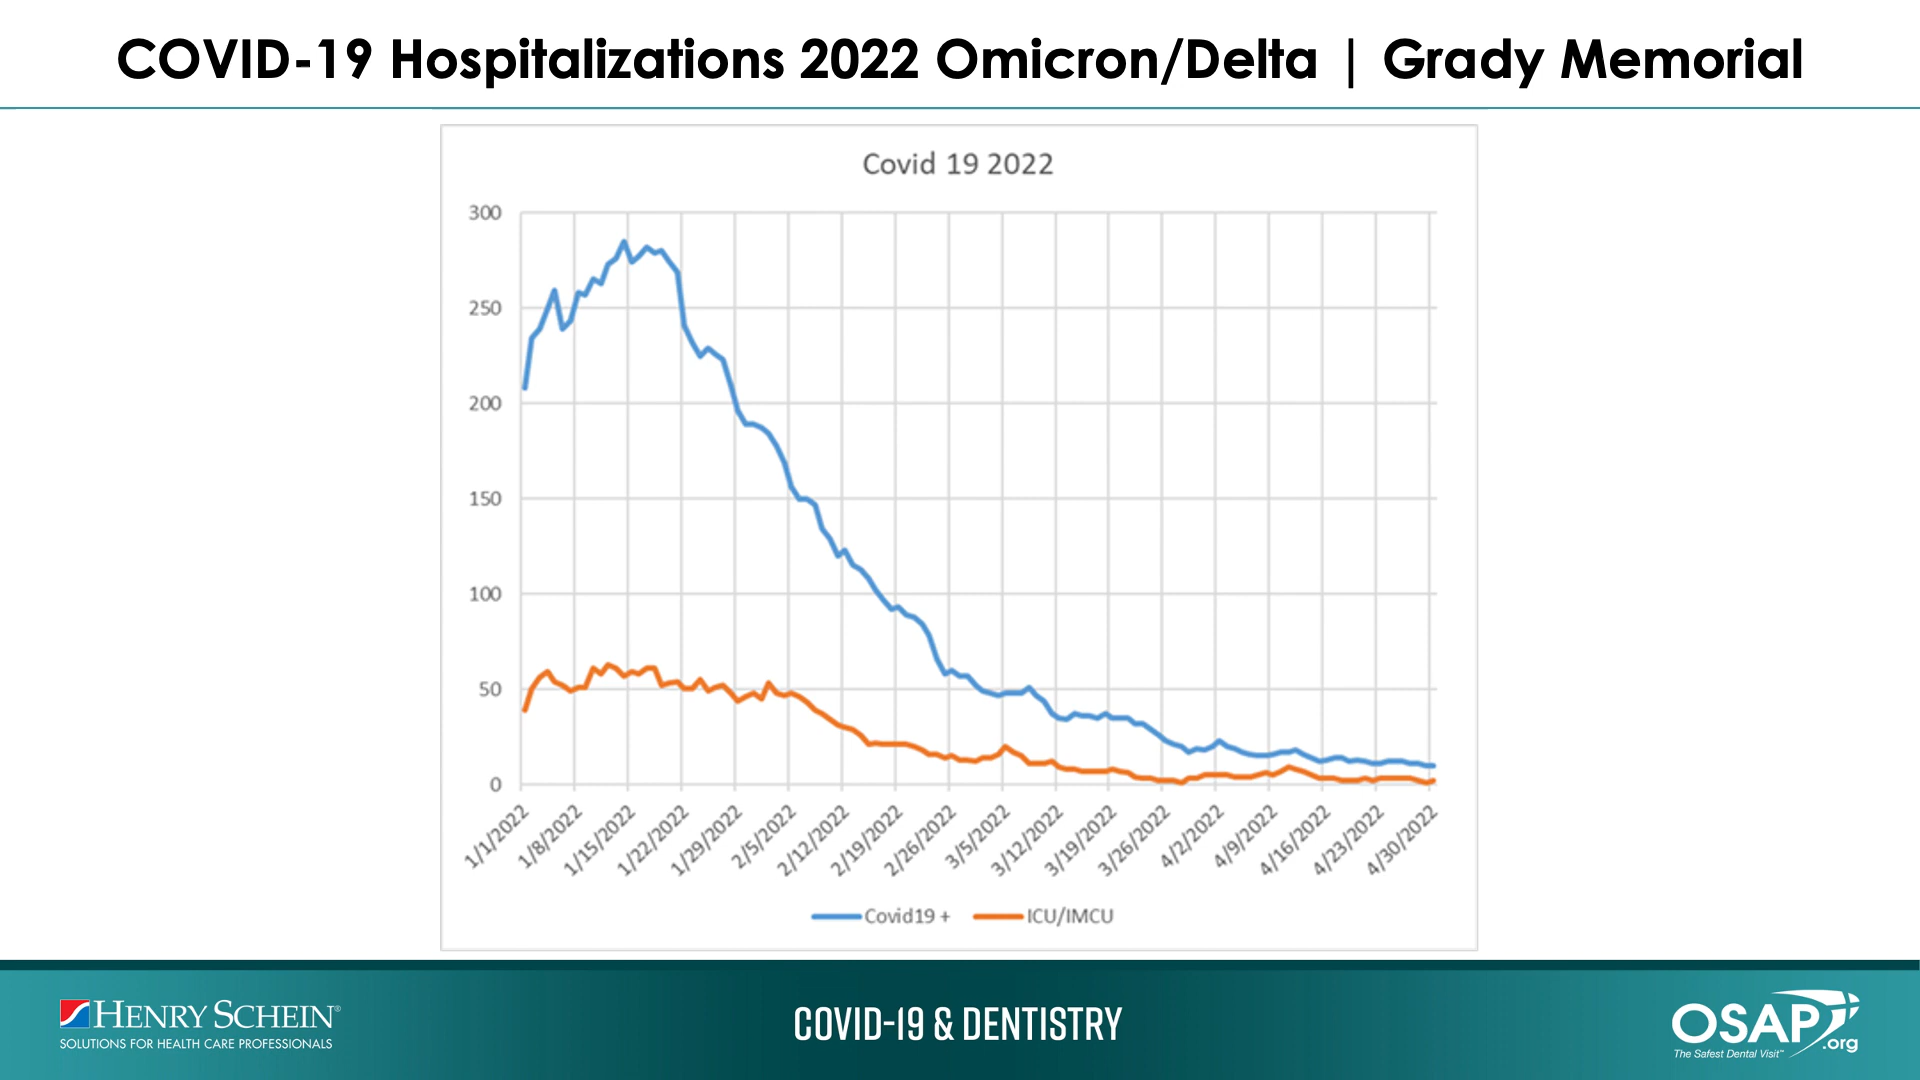 COVID-19 Hospitalizations 2022 Omicron/Delta | Grady Memorial
Covid 19 2022
300
250
200
150
100
50
0
1/1/2022
1/8/2022
1/15/2022
1/22/2022
1/29/2022
2/5/2022
2/12/2022
2/19/2022
2/26/2022
3/5/2022
3/12/2022
3/19/2022
3/26/2022
4/2/2022
4/9/2022
4/16/2022
4/23/2022
4/30/2022
Covid19 +
ICU/IMCU
HENRY SCHEIN®
SOLUTIONS FOR HEALTH CARE PROFESSIONALS
COVID-19 & DENTISTRY
OSAP
.org
The Safest Dental Visit™